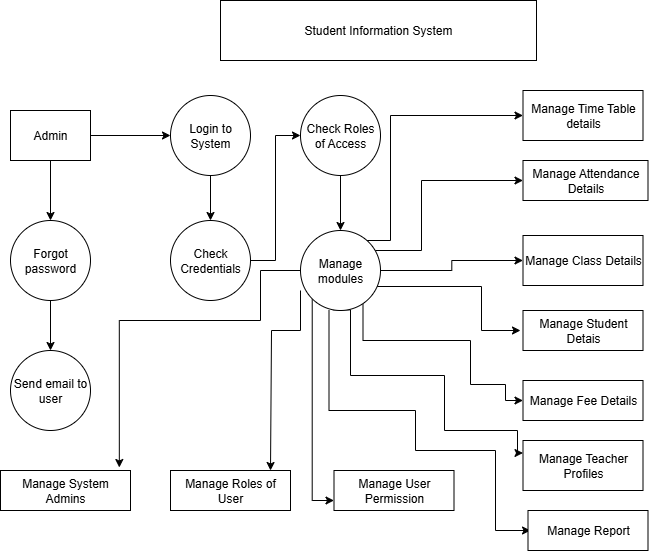 Student Information System
Admin
Login to
System
Check Roles
of Access
Manage Time Table
details
Manage Attendance
Details
Forgot
password
Check
Credentials
Manage
modules
Manage Class Details
Manage Student
Detais
Send email to
user
Manage Fee Details
Manage Teacher
Profiles
Manage System
Admins
Manage Roles of
User
Manage User
Permission
Manage Report